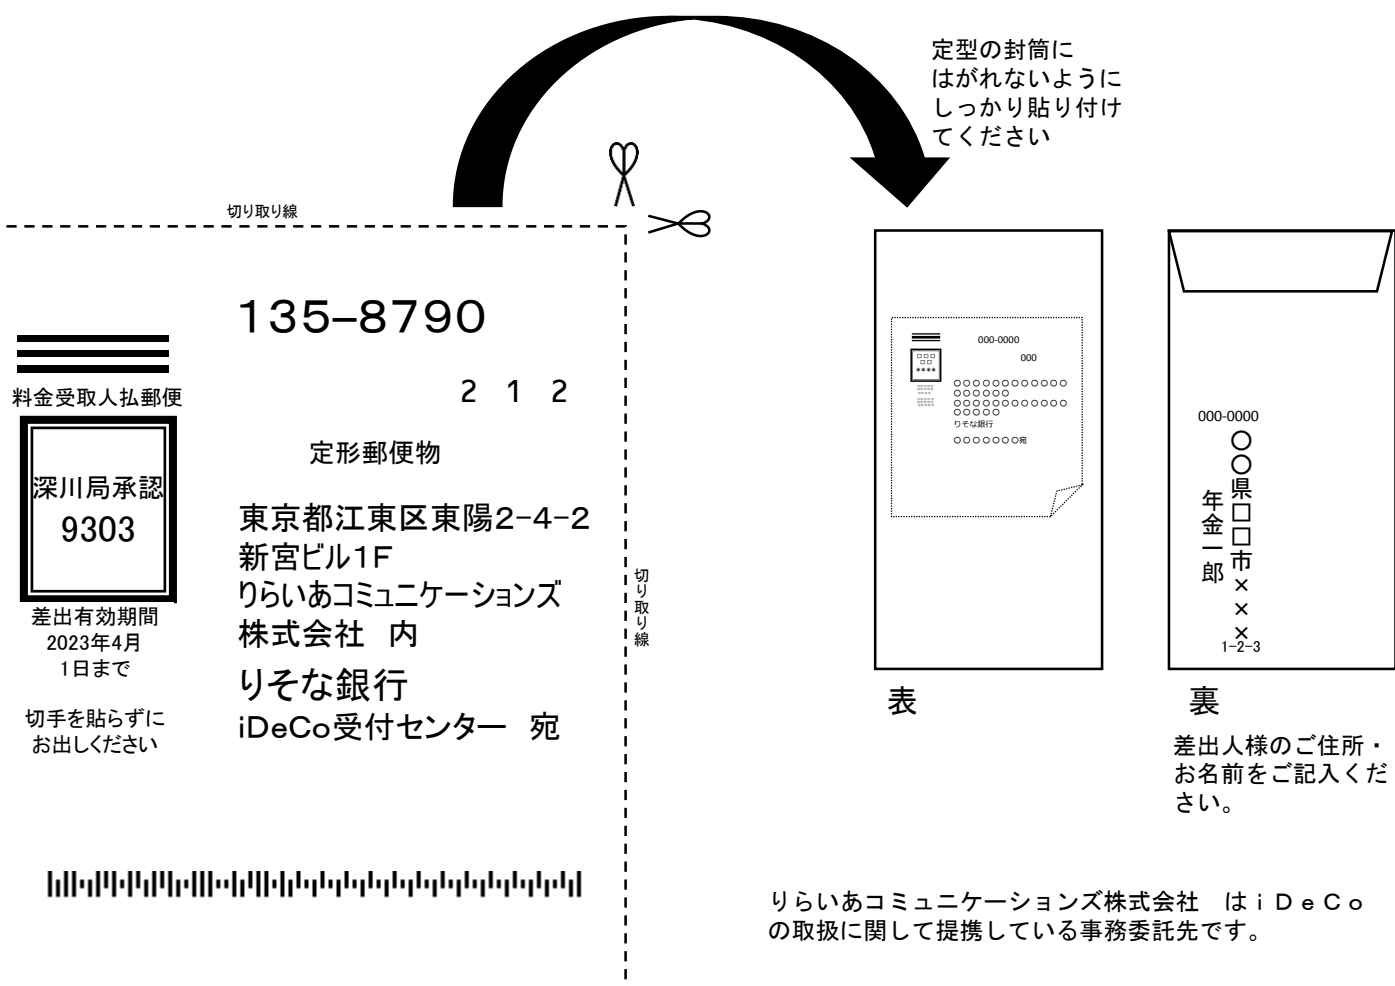 定型の封筒に
はがれないように
しっかり貼り付け
てください
切り取り線
135−8790
料金受取人払郵便
2 1 2
定形郵便物
深川局承認
9303
東京都江東区東陽2−4−2
新宮ビル1F
りらいあコミュニケーションズ
株式会社 内
りそな銀行
iDeCo受付センター 宛
差出有効期間
2023年4月
1日まで
切手を貼らずに
お出しください
切り取り線
000-0000
000
□□□
□□
****
○○○○○○○○○○○
○○○○○○
○○○○○○○○○○○
○○○○○
りそな銀行
○○○○○○○宛
表
000-0000
○○県□□市×××
1−2−3
年金一郎
裏
差出人様のご住所・
お名前をご記入くだ
さい。
りらいあコミュニケーションズ株式会社 はiDeCo
の取扱に関して提携している事務委託先です。